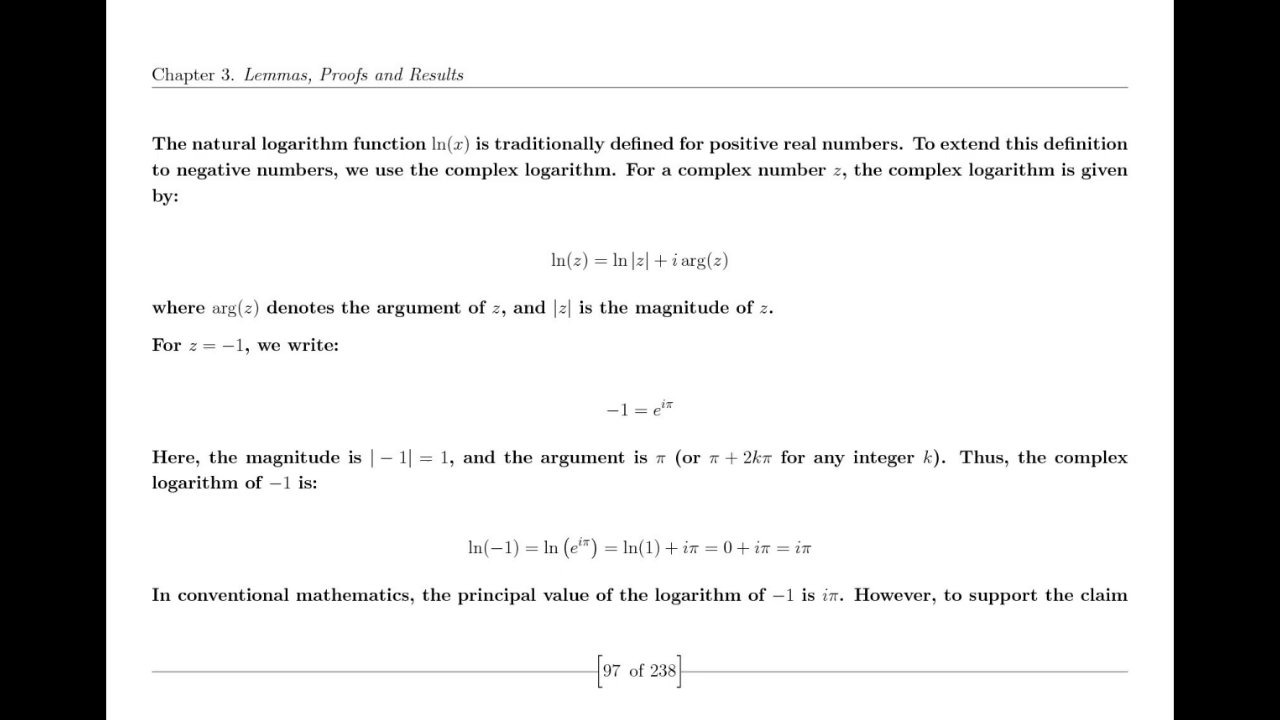 Chapter 3. Lemmas, Proofs and Results
The natural logarithm function ln(x) is traditionally defined for positive real numbers. To extend this definition
to negative numbers, we use the complex logarithm. For a complex number z, the complex logarithm is given
by:
ln(z) = ln |z| + i arg(z)
where arg(z) denotes the argument of z, and |z| is the magnitude of z.
For z = −1, we write:
−1 = e^{iπ}
Here, the magnitude is | − 1| = 1, and the argument is π (or π + 2kπ for any integer k). Thus, the complex
logarithm of −1 is:
ln(−1) = ln (e^{iπ}) = ln(1) + iπ = 0 + iπ = iπ
In conventional mathematics, the principal value of the logarithm of −1 is iπ. However, to support the claim
[97 of 238]